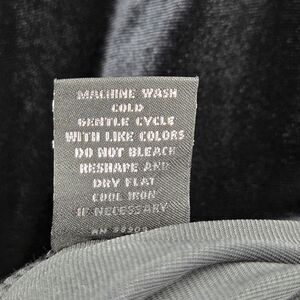 MACHINE WASH
COLD
GENTLE CYCLE
WITH LIKE COLORS
DO NOT BLEACH
RESHAPE AND
DRY FLAT
COOL IRON
IF NECESSARY
RN